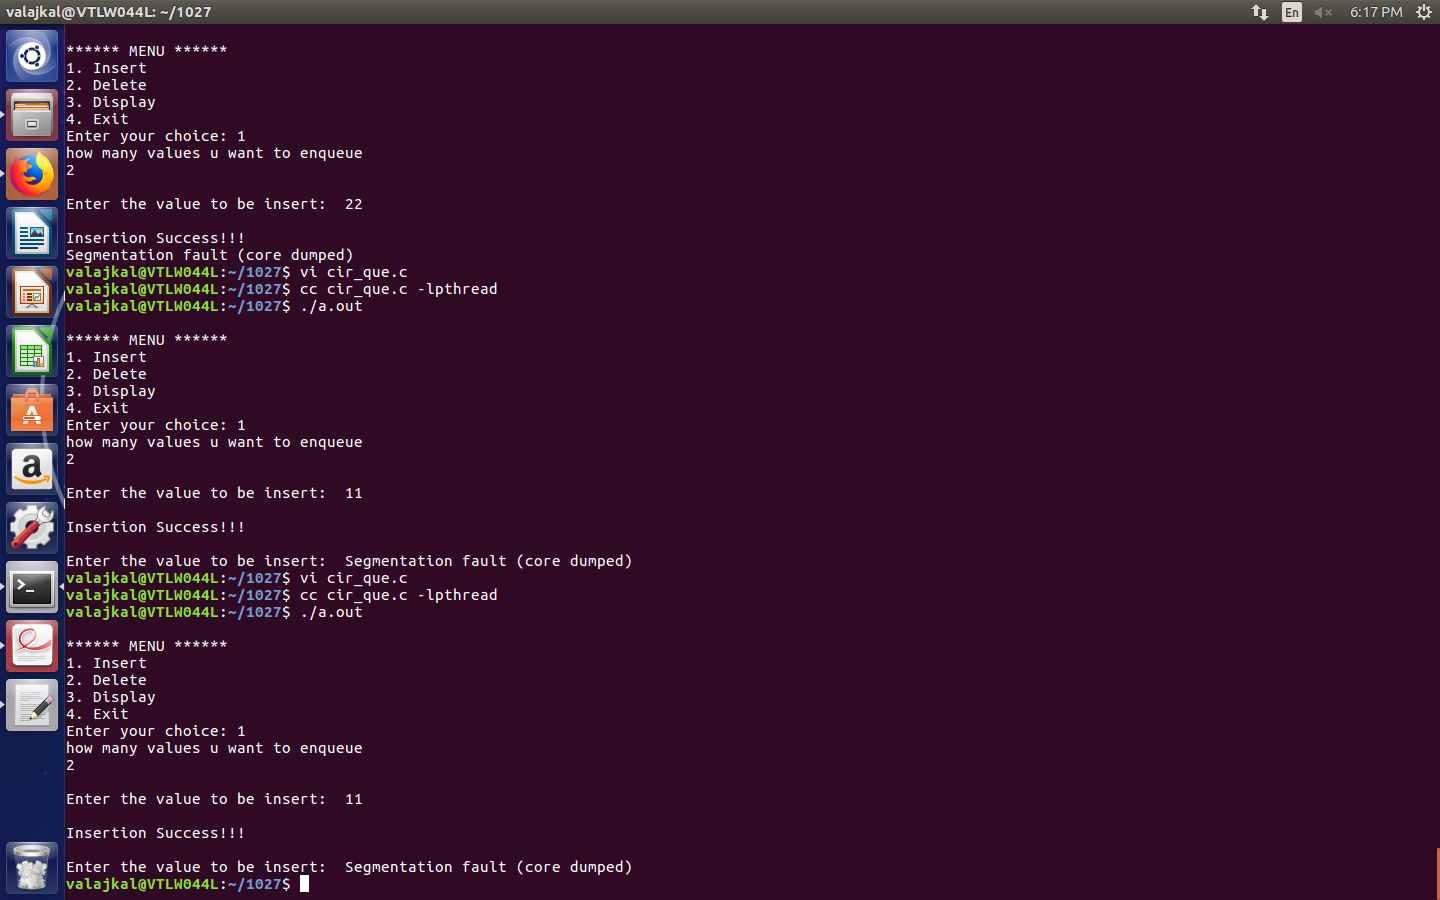 valajkal@VTLW044L: ~/1027
En
6:17 PM
****** MENU ******
1. Insert
2. Delete
3. Display
4. Exit
Enter your choice: 1
how many values u want to enqueue
2
Enter the value to be insert:  22
Insertion Success!!!
Segmentation fault (core dumped)
valajkal@VTLW044L:~/1027$ vi cir_que.c
valajkal@VTLW044L:~/1027$ cc cir_que.c -lpthread
valajkal@VTLW044L:~/1027$ ./a.out
****** MENU ******
1. Insert
2. Delete
3. Display
4. Exit
Enter your choice: 1
how many values u want to enqueue
2
Enter the value to be insert:  11
Insertion Success!!!
Enter the value to be insert:  Segmentation fault (core dumped)
valajkal@VTLW044L:~/1027$ vi cir_que.c
valajkal@VTLW044L:~/1027$ cc cir_que.c -lpthread
valajkal@VTLW044L:~/1027$ ./a.out
****** MENU ******
1. Insert
2. Delete
3. Display
4. Exit
Enter your choice: 1
how many values u want to enqueue
2
Enter the value to be insert:  11
Insertion Success!!!
Enter the value to be insert:  Segmentation fault (core dumped)
valajkal@VTLW044L:~/1027$